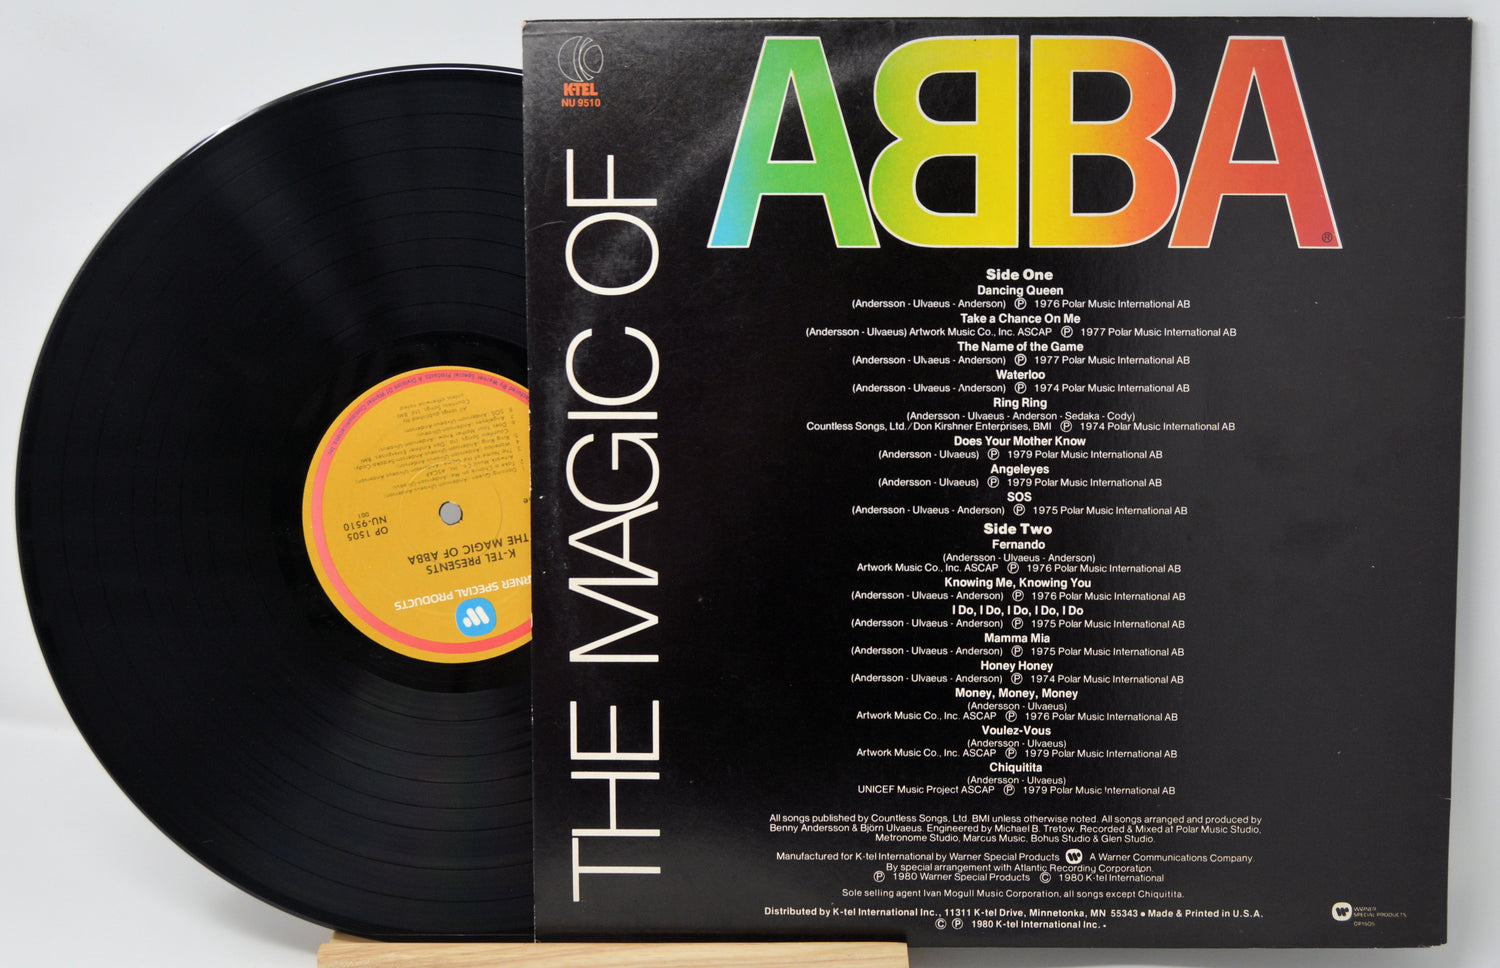 K-TEL
NU 9510
ABBA
®
THE MAGIC OF
Side One
Dancing Queen
(Andersson - Ulvaeus - Anderson) Ⓟ 1976 Polar Music International AB
Take a Chance On Me
(Andersson - Ulvaeus) Artwork Music Co., Inc. ASCAP Ⓟ 1977 Polar Music International AB
The Name of the Game
(Andersson - Ulvaeus - Anderson) Ⓟ 1977 Polar Music International AB
Waterloo
(Andersson - Ulvaeus - Anderson) Ⓟ 1974 Polar Music International AB
Ring Ring
(Andersson - Ulvaeus - Anderson - Sedaka - Cody)
Countless Songs, Ltd./Don Kirshner Enterprises, BMI Ⓟ 1974 Polar Music International AB
Does Your Mother Know
(Andersson - Ulvaeus) Ⓟ 1979 Polar Music International AB
Angeleyes
(Andersson - Ulvaeus) Ⓟ 1979 Polar Music International AB
SOS
(Andersson - Ulvaeus - Anderson) Ⓟ 1975 Polar Music International AB
Side Two
Fernando
(Andersson - Ulvaeus - Anderson)
Artwork Music Co., Inc. ASCAP Ⓟ 1976 Polar Music International AB
Knowing Me, Knowing You
(Andersson - Ulvaeus - Anderson) Ⓟ 1976 Polar Music International AB
I Do, I Do, I Do, I Do, I Do
(Andersson - Ulvaeus - Anderson) Ⓟ 1975 Polar Music International AB
Mamma Mia
(Andersson - Ulvaeus - Anderson) Ⓟ 1975 Polar Music International AB
Honey Honey
(Andersson - Ulvaeus - Anderson) Ⓟ 1974 Polar Music International AB
Money, Money, Money
(Andersson - Ulvaeus)
Artwork Music Co., Inc. ASCAP Ⓟ 1976 Polar Music International AB
Voulez-Vous
(Andersson - Ulvaeus)
Artwork Music Co., Inc. ASCAP Ⓟ 1979 Polar Music International AB
Chiquitita
(Andersson - Ulvaeus)
UNICEF Music Project ASCAP Ⓟ 1979 Polar Music International AB
All songs published by Countless Songs, Ltd. BMI unless otherwise noted. All songs arranged and produced by
Benny Andersson & Björn Ulvaeus. Engineered by Michael B. Tretow. Recorded & Mixed at Polar Music Studio,
Metronome Studio, Marcus Music, Bohus Studio & Glen Studio.
Manufactured for K-tel International by Warner Special Products A Warner Communications Company.
By special arrangement with Atlantic Recording Corporation.
Ⓟ 1980 Warner Special Products © 1980 K-tel International
Sole selling agent Ivan Mogull Music Corporation, all songs except Chiquitita.
Distributed by K-tel International Inc., 11311 K-tel Drive, Minnetonka, MN 55343 • Made & Printed in U.S.A.
© Ⓟ 1980 K-tel International Inc. •
WARNER
SPECIAL PRODUCTS
OP1505
RNER SPECIAL PRODUCTS
K-TEL PRESENTS
THE MAGIC OF ABBA
OP 1505
NU-9510
001